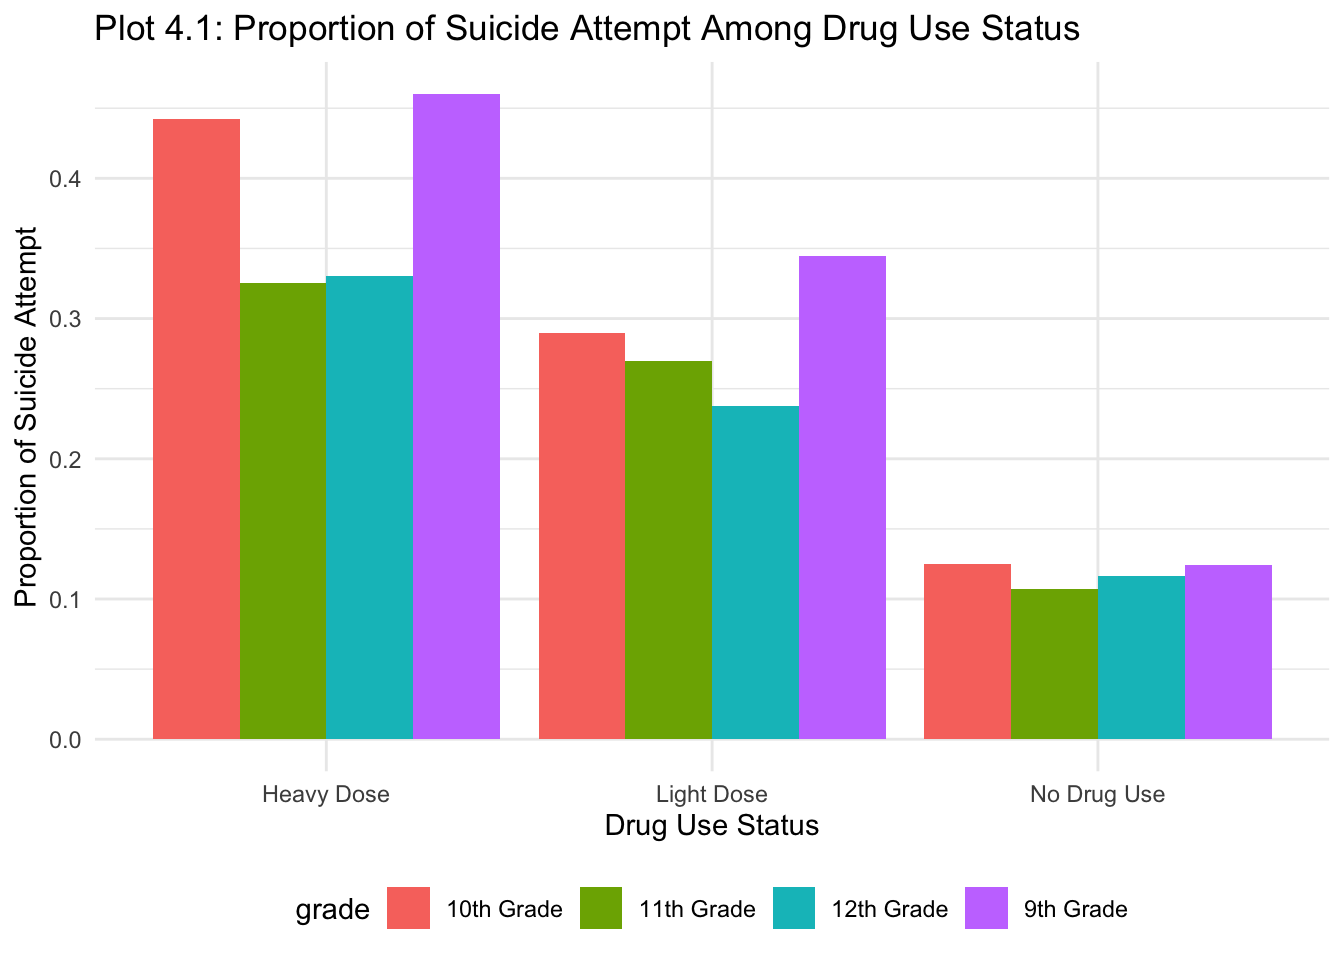 Plot 4.1: Proportion of Suicide Attempt Among Drug Use Status
Proportion of Suicide Attempt
0.4
0.3
0.2
0.1
0.0
Heavy Dose Light Dose No Drug Use
Drug Use Status
grade 10th Grade 11th Grade 12th Grade 9th Grade